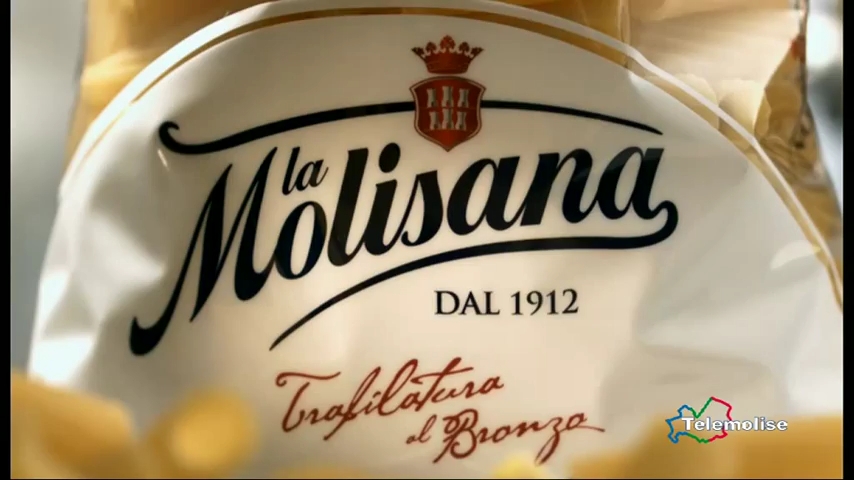 la
Molisana
DAL 1912
Trafilatura
al Bronzo
Telemolise